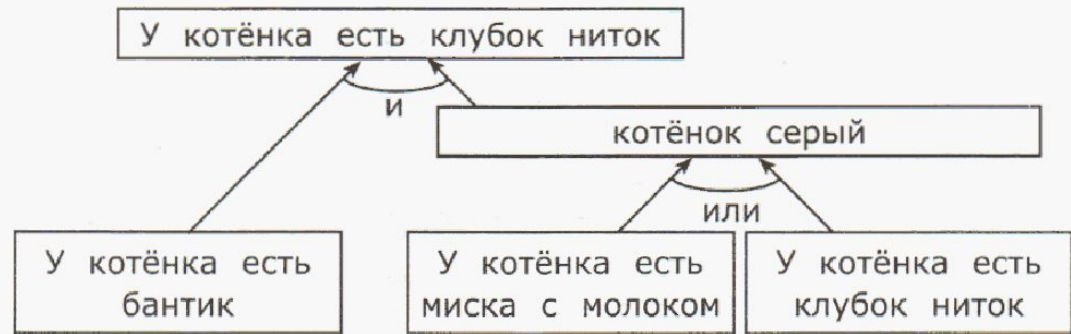 У котёнка есть клубок ниток
и
котёнок серый
или
У котёнка есть
бантик
У котёнка есть
миска с молоком
У котёнка есть
клубок ниток